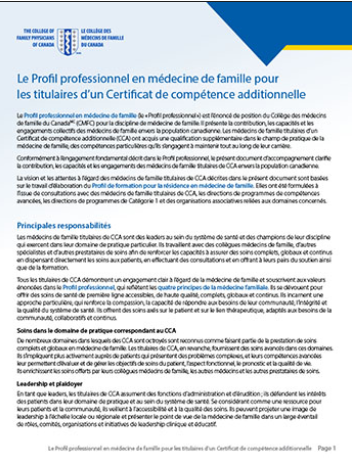 THE COLLEGE OF
FAMILY PHYSICIANS
OF CANADA
LE COLLÈGE DES
MÉDECINS DE FAMILLE
DU CANADA
Le Profil professionnel en médecine de famille pour
les titulaires d'un Certificat de compétence additionnelle
Le Profil professionnel en médecine de famille (le « Profil professionnel ») est l'énoncé de position du Collège des médecins
de famille du Canada (CMFC) pour la discipline de médecine de famille. Il présente la contribution, les capacités et les
engagements collectifs des médecins de famille envers la population canadienne. Les médecins de famille titulaires d'un
Certificat de compétence additionnelle (CCA) ont acquis une qualification supplémentaire dans le champ de pratique de la
médecine de famille, des compétences particulières qu'ils s'engagent à maintenir tout au long de leur carrière.
Conformément à l'engagement fondamental décrit dans le Profil professionnel, le présent document d'accompagnement clarifie
la contribution, les capacités et les engagements des médecins de famille titulaires de CCA envers la population canadienne.
La vision et les attentes à l'égard des médecins de famille titulaires de CCA décrites dans le présent document sont basées
sur le travail d'élaboration du Profil de formation pour la résidence en médecine de famille. Elles ont été formulées à
l'issue de consultations avec des médecins de famille titulaires de CCA, les directions de programmes de compétences
avancées, les directions de programmes de Catégorie 1 et des organisations associatives reliées aux domaines concernés.
Principales responsabilités
Les médecins de famille titulaires de CCA sont des leaders au sein du système de santé et des champions de leur discipline
qui exercent dans leur domaine de pratique particulier. Ils travaillent avec des collègues médecins de famille, d'autres
spécialistes et d'autres prestataires de soins afin de renforcer les capacités à assurer des soins complets, globaux et continus
en dispensant directement les soins aux patients, en effectuant des consultations et en offrant à leurs pairs du soutien ainsi
que de la formation.
Tous les titulaires de CCA démontrent un engagement clair à l'égard de la médecine de famille et souscrivent aux valeurs
énoncées dans le Profil professionnel, qui reflètent les quatre principes de la médecine familiale. Ils se dévouent pour
offrir des soins de santé de première ligne accessibles, de haute qualité, complets, globaux et continus. Ils incarnent une
approche particulière, qui renforce la compassion, la capacité de répondre aux besoins de leur communauté, l'intégrité et
la qualité du système de santé. Ils offrent des soins axés sur le patient et sur le lien thérapeutique, adaptés aux besoins de la
communauté, collaboratifs et continus.
Soins dans le domaine de pratique correspondant au CCA
De nombreux domaines dans lesquels des CCA sont octroyés sont reconnus comme faisant partie de la prestation de soins
complets et globaux en médecine de famille. Les titulaires de CCA, en revanche, fournissent des soins avancés dans ces domaines.
Ils s'impliquent plus activement auprès de patients qui présentent des problèmes complexes, et leurs compétences avancées
leur permettent d'évaluer et de gérer les objectifs de soins du patient, l'aspect fonctionnel, le pronostic et la qualité de vie.
Ils enrichissent les soins offerts par leurs collègues médecins de famille, les autres médecins et les autres prestataires de soins.
Leadership et plaidoyer
En tant que leaders, les titulaires de CCA assument des fonctions d'administration et d'érudition ; ils défendent les intérêts
des patients dans leur domaine de pratique et au sein du système de santé. Se considérant comme une ressource pour
leurs patients et la communauté, ils veillent à l'accessibilité et à la qualité des soins. Ils peuvent projeter une image de
leadership à l'échelle locale ou régionale et présenter le point de vue de la médecine de famille dans un large éventail
de rôles, comités, organisations et initiatives de leadership clinique et éducatif.
Le Profil professionnel en médecine de famille pour les titulaires d'un Certificat de compétence additionnelle Page 1